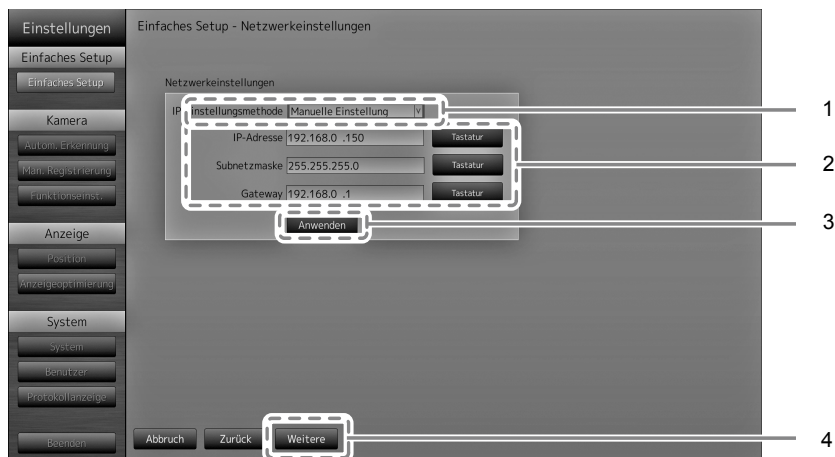 Einstellungen
Einfaches Setup
Einfaches Setup
Kamera
Autom. Erkennung
Man. Registrierung
Funktionseinst.
Anzeige
Position
Anzeigeoptimierung
System
System
Benutzer
Protokollanzeige
Beenden
Einfaches Setup - Netzwerkeinstellungen
Netzwerkeinstellungen
IP-Einstellungsmethode Manuelle Einstellung
IP-Adresse 192.168.0 .150 Tastatur
Subnetzmaske 255.255.255.0 Tastatur
Gateway 192.168.0 .1 Tastatur
Anwenden
Abbruch Zurück Weitere
1
2
3
4